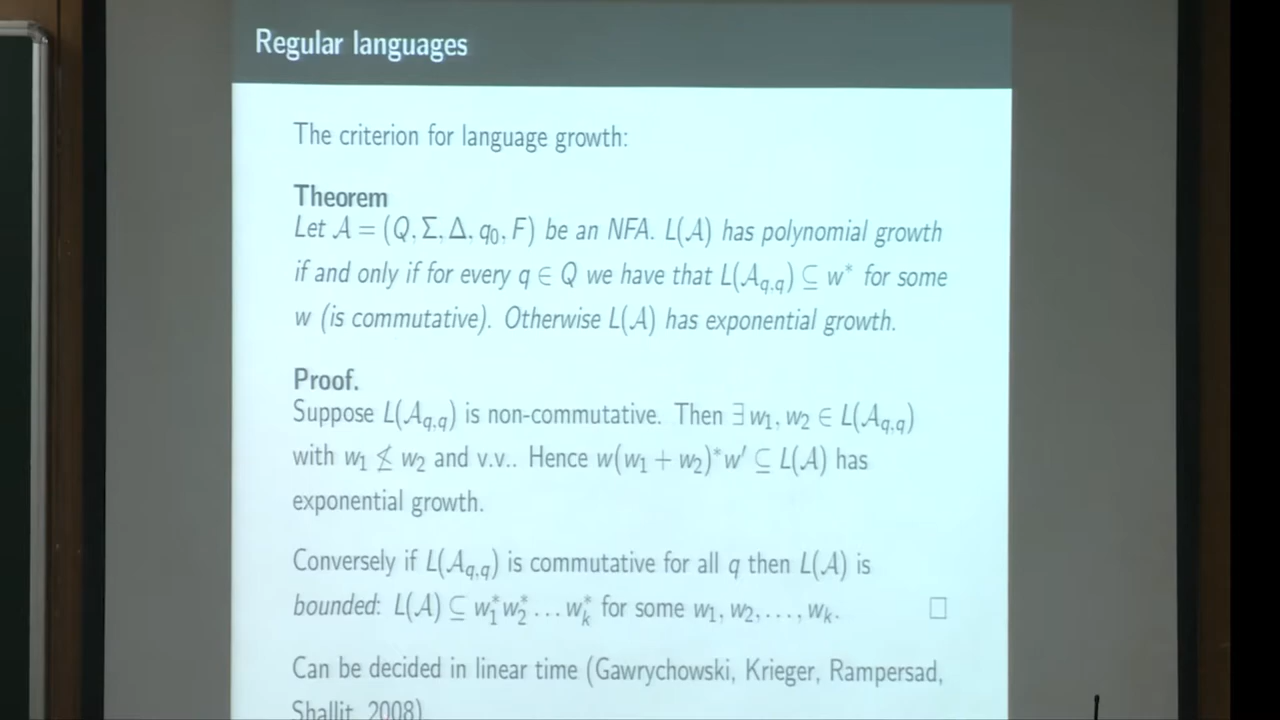 Regular languages
The criterion for language growth:
Theorem
Let 𝒜 = (Q, Σ, Δ, q₀, F) be an NFA. L(𝒜) has polynomial growth
if and only if for every q ∈ Q we have that L(𝒜_{q,q}) ⊆ w* for some
w (is commutative). Otherwise L(𝒜) has exponential growth.
Proof.
Suppose L(𝒜_{q,q}) is non-commutative. Then ∃w₁, w₂ ∈ L(𝒜_{q,q})
with w₁ ≰ w₂ and v.v.. Hence w(w₁ + w₂)*w′ ⊆ L(𝒜) has
exponential growth.
Conversely if L(𝒜_{q,q}) is commutative for all q then L(𝒜) is
bounded: L(𝒜) ⊆ w₁*w₂* … w_k* for some w₁, w₂, …, w_k. □
Can be decided in linear time (Gawrychowski, Krieger, Rampersad,
Shallit, 2008)